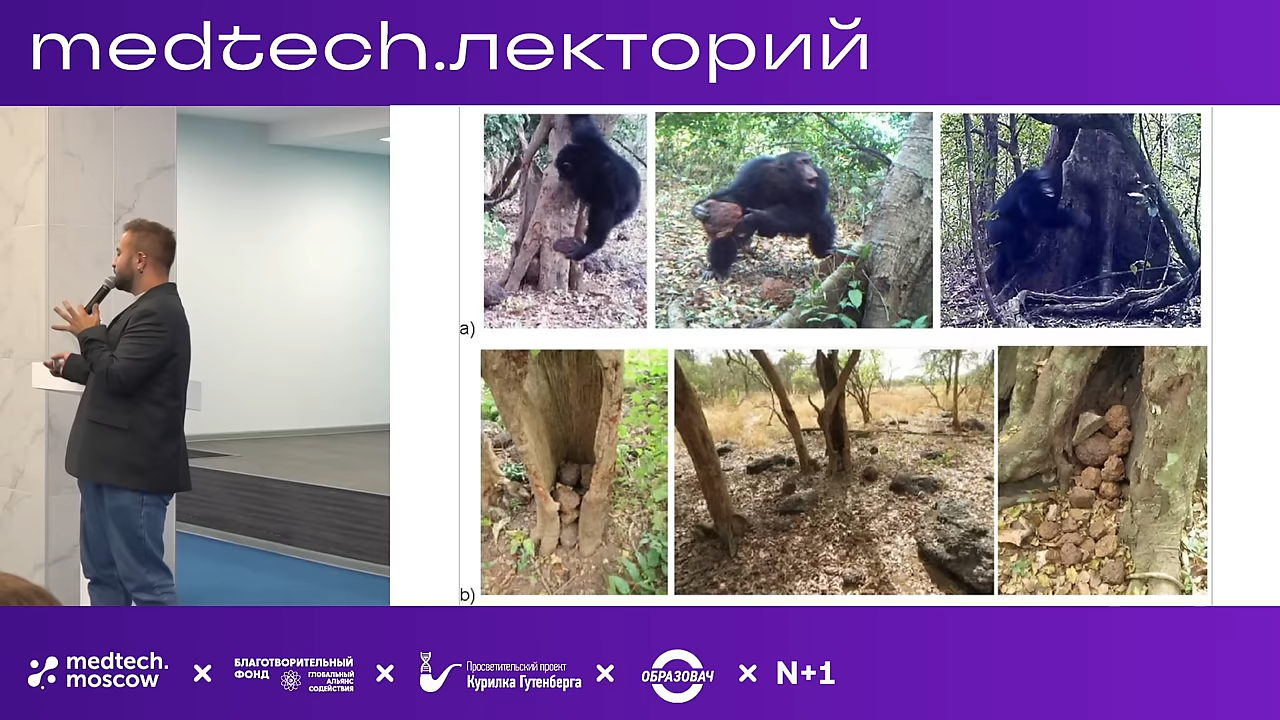 medtech.лекторий
a)
b)
medtech.
moscow
×
БЛАГОТВОРИТЕЛЬНЫЙ
ФОНД
ГЛОБАЛЬНЫЙ
АЛЬЯНС
СОДЕЙСТВИЯ
×
Просветительский проект
Курилка Гутенберга
×
ОБРАЗОВАЧ
×
N+1